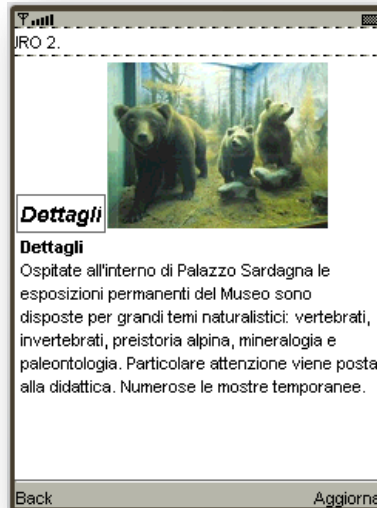 URO 2.
Dettagli
Dettagli
Ospitate all'interno di Palazzo Sardagna le
esposizioni permanenti del Museo sono
disposte per grandi temi naturalistici: vertebrati,
invertebrati, preistoria alpina, mineralogia e
paleontologia. Particolare attenzione viene posta
alla didattica. Numerose le mostre temporanee.
Back
Aggiorna